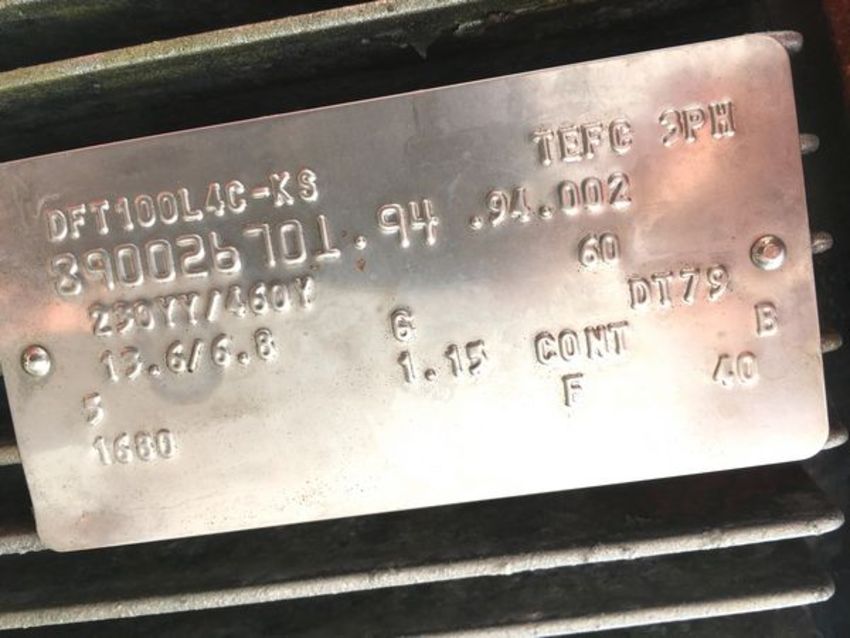 TEFC 3PH
DFT100L4C-KS
890026701.94 .94.002
230YY/460Y 60
13.6/6.8 G DT79
5 1.15 CONT B
1680 F 40